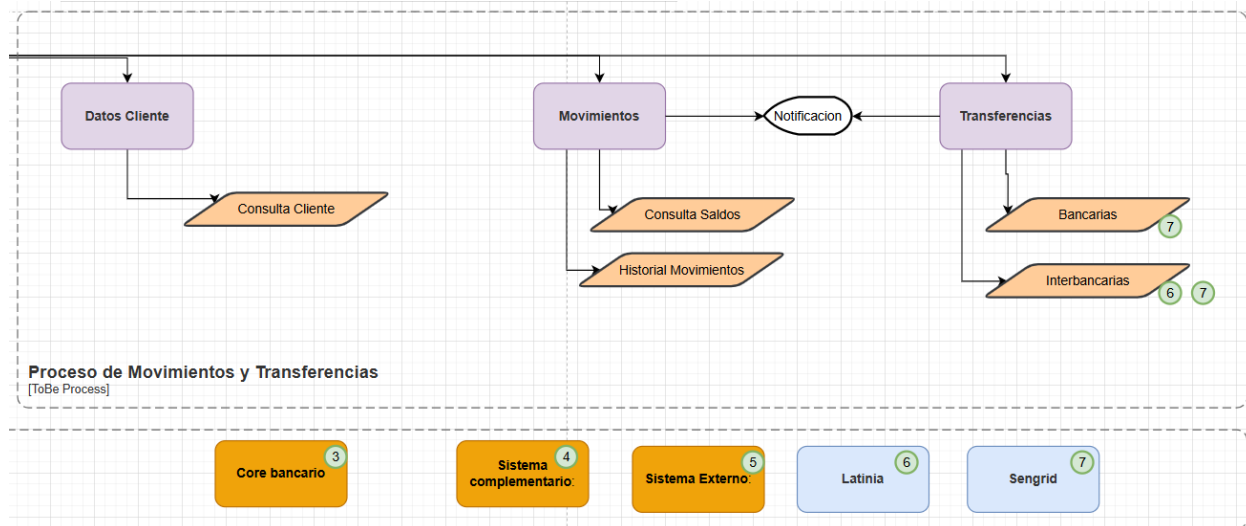 Datos Cliente
Movimientos
Notificacion
Transferencias
Consulta Cliente
Consulta Saldos
Bancarias
7
Historial Movimientos
Interbancarias
6
7
Proceso de Movimientos y Transferencias
[ToBe Process]
Core bancario
3
Sistema
complementario:
4
Sistema Externo:
5
Latinia
6
Sengrid
7